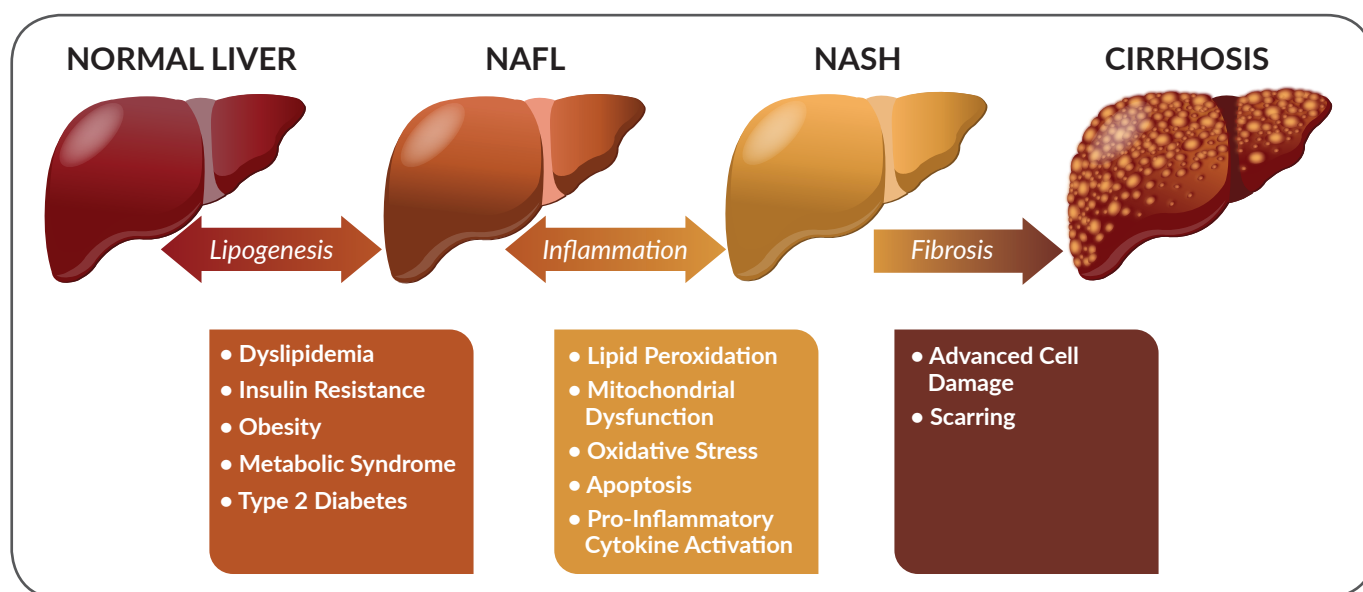 NORMAL LIVER
NAFL
NASH
CIRRHOSIS
Lipogenesis
Inflammation
Fibrosis
• Dyslipidemia
• Insulin Resistance
• Obesity
• Metabolic Syndrome
• Type 2 Diabetes
• Lipid Peroxidation
• Mitochondrial
Dysfunction
• Oxidative Stress
• Apoptosis
• Pro-Inflammatory
Cytokine Activation
• Advanced Cell
Damage
• Scarring